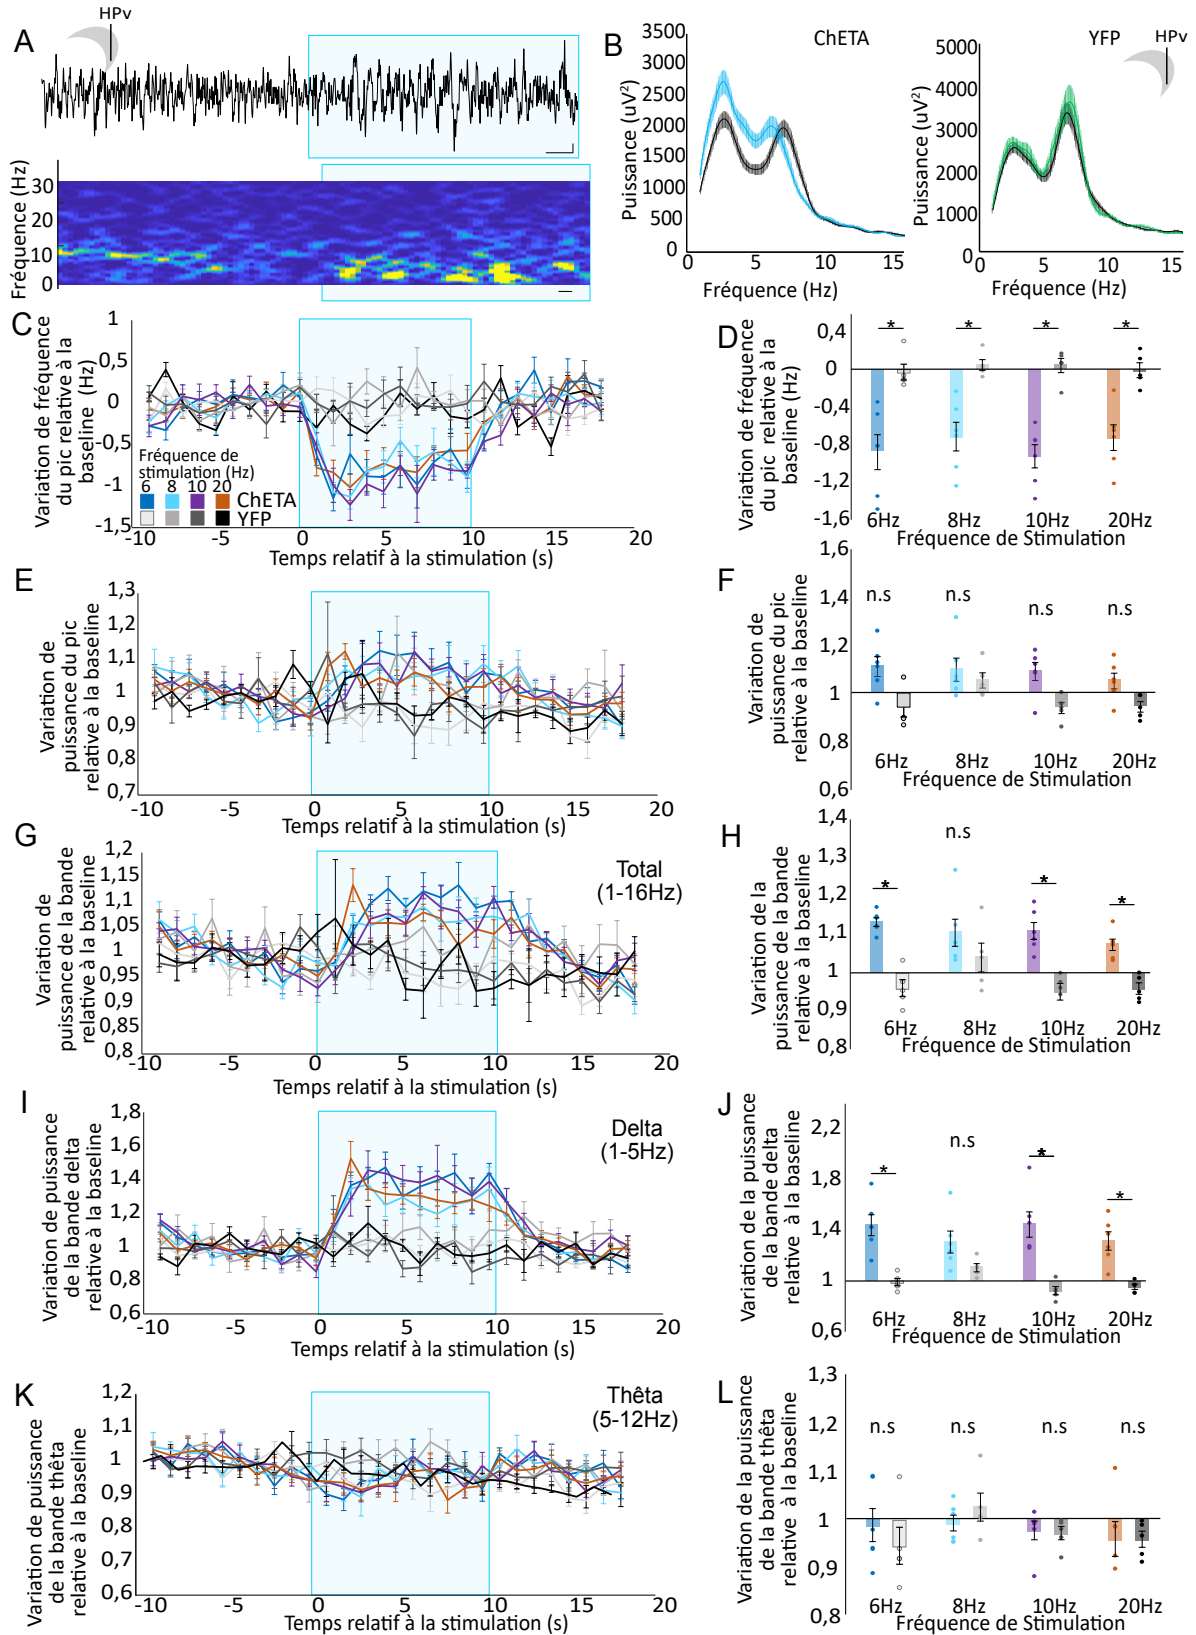 A
HPv
Fréquence (Hz)
30
20
10
0
B
ChETA
Puissance (uV²)
3500
3000
2500
2000
1500
1000
500
0
0
5
10
15
Fréquence (Hz)
YFP
HPv
Puissance (uV²)
5000
4000
3000
2000
1000
0
0
5
10
15
Fréquence (Hz)
C
Variation de fréquence
du pic relative à la
baseline (Hz)
1
0,5
0
-0,5
-1
-1,5
Fréquence de
stimulation (Hz)
6 8 10 20
ChETA
YFP
-10
-5
0
5
10
15
20
Temps relatif à la stimulation (s)
D
Variation de fréquence
du pic relative à la
baseline (Hz)
0,4
0
-0,4
-0,8
-1,2
-1,6
*
*
*
*
6Hz
8Hz
10Hz
20Hz
Fréquence de Stimulation
E
Variation de
puissance du pic
relative à la baseline
1,3
1,2
1,1
1
0,9
0,8
0,7
-10
-5
0
5
10
15
20
Temps relatif à la stimulation (s)
F
Variation de
puissance du pic
relative à la baseline
1,6
1,4
1,2
1
0,8
0,6
n.s
n.s
n.s
n.s
6Hz
8Hz
10Hz
20Hz
Fréquence de Stimulation
G
Variation de
puissance de la bande
relative à la baseline
1,2
1,15
1,1
1,05
1
0,95
0,9
0,85
0,8
Total
(1-16Hz)
-10
-5
0
5
10
15
20
Temps relatif à la stimulation (s)
H
Variation de la
puissance de la bande
relative à la baseline
1,4
1,3
1,2
1,1
1
0,9
0,8
*
n.s
*
*
6Hz
8Hz
10Hz
20Hz
Fréquence de Stimulation
I
Variation de puissance
de la bande delta
relative à la baseline
1,8
1,6
1,4
1,2
1
0,8
0,6
Delta
(1-5Hz)
-10
-5
0
5
10
15
20
Temps relatif à la stimulation (s)
J
Variation de la puissance
de la bande delta
relative à la baseline
2,2
1,8
1,4
1
0,6
*
n.s
*
*
6Hz
8Hz
10Hz
20Hz
Fréquence de Stimulation
K
Variation de puissance
de la bande thêta
relative à la baseline
1,2
1,1
1
0,9
0,8
0,7
0,6
Thêta
(5-12Hz)
-10
-5
0
5
10
15
20
Temps relatif à la stimulation (s)
L
Variation de la puissance
de la bande thêta
relative à la baseline
1,3
1,2
1,1
1
0,9
0,8
n.s
n.s
n.s
n.s
6Hz
8Hz
10Hz
20Hz
Fréquence de Stimulation